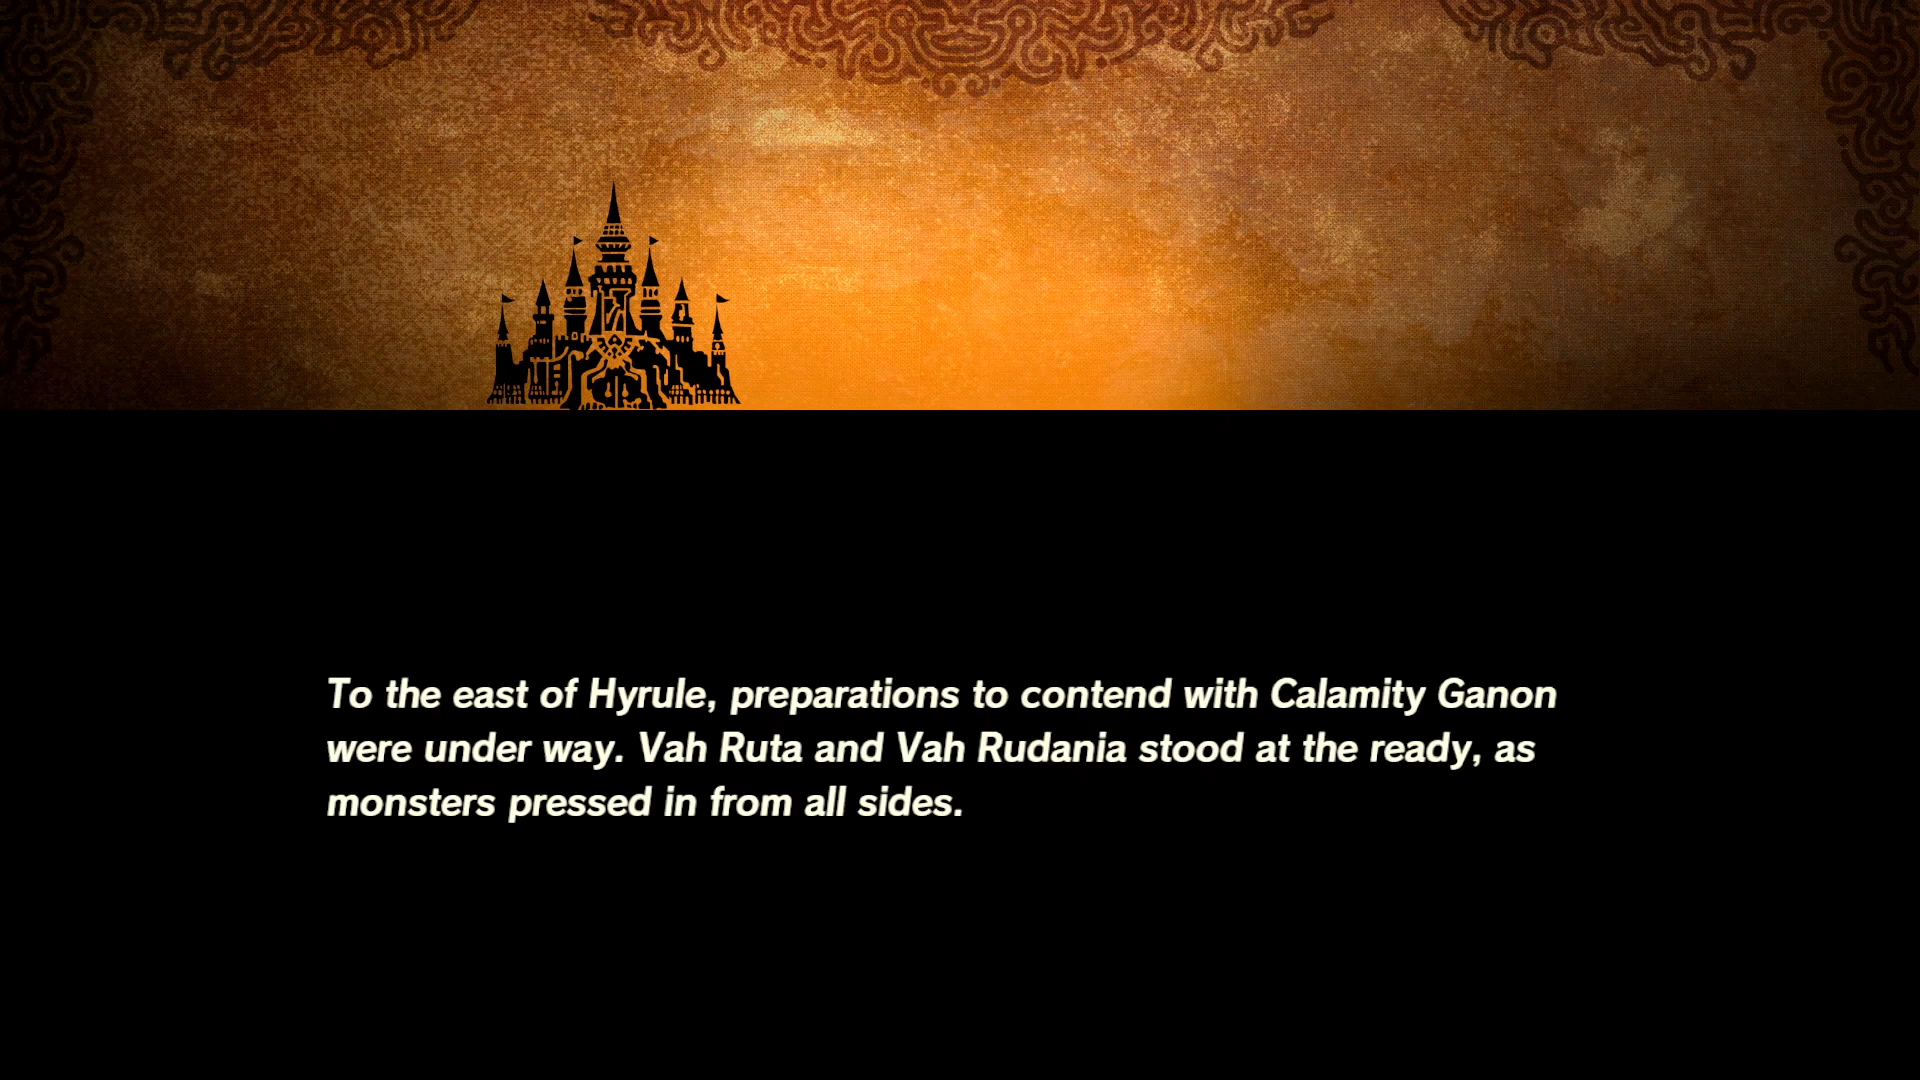 To the east of Hyrule, preparations to contend with Calamity Ganon
were under way. Vah Ruta and Vah Rudania stood at the ready, as
monsters pressed in from all sides.